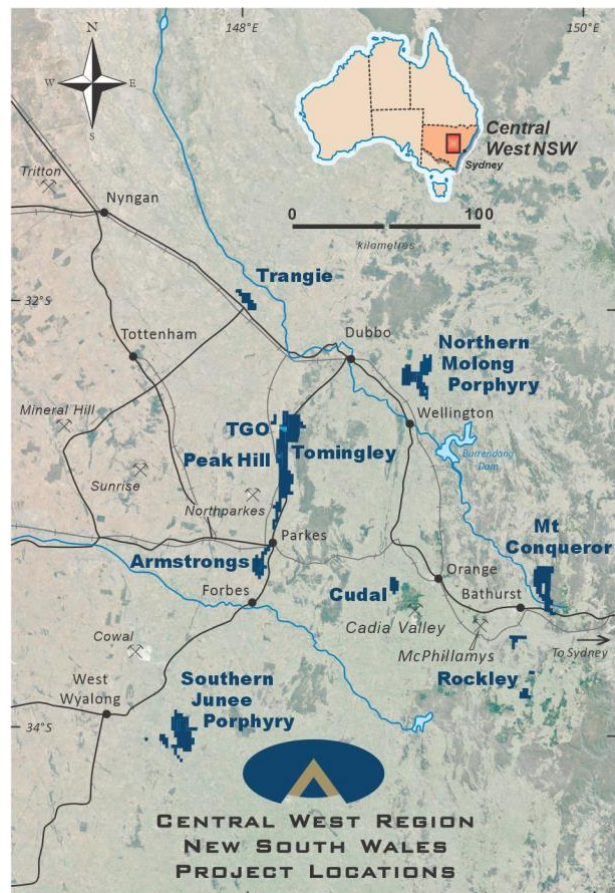 148°E
150°E
N
W
E
S
Central
West NSW
Sydney
0
100
kilometres
Tritton
Nyngan
Trangie
32°S
Tottenham
Dubbo
Northern
Molong
Porphyry
Mineral Hill
TGO
Tomingley
Wellington
Peak Hill
Burrendong
Dam
Sunrise
Northparkes
Parkes
Mt
Conqueror
Armstrongs
Orange
Forbes
Cudal
Bathurst
Cadia Valley
Cowal
McPhillamys
To Sydney
West
Wyalong
Southern
Junee
Porphyry
Rockley
34°S
CENTRAL WEST REGION
NEW SOUTH WALES
PROJECT LOCATIONS